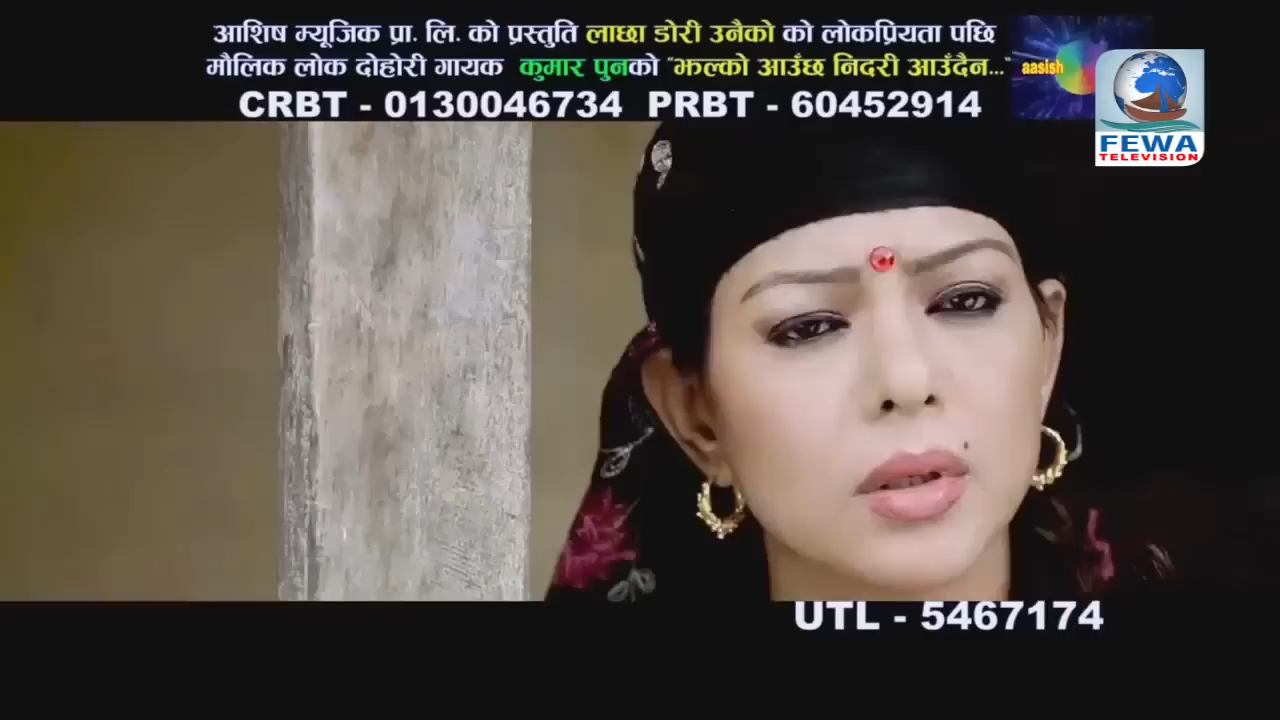 आशिष म्यूजिक प्रा. लि. को प्रस्तुति लाछा डोरी उनैको को लोकप्रियता पछि
मौलिक लोक दोहोरी गायक कुमार पुनको "झल्को आउँछ निदरी आउँदैन..."
aasish
CRBT - 0130046734 PRBT - 60452914
FEWA
TELEVISION
UTL - 5467174